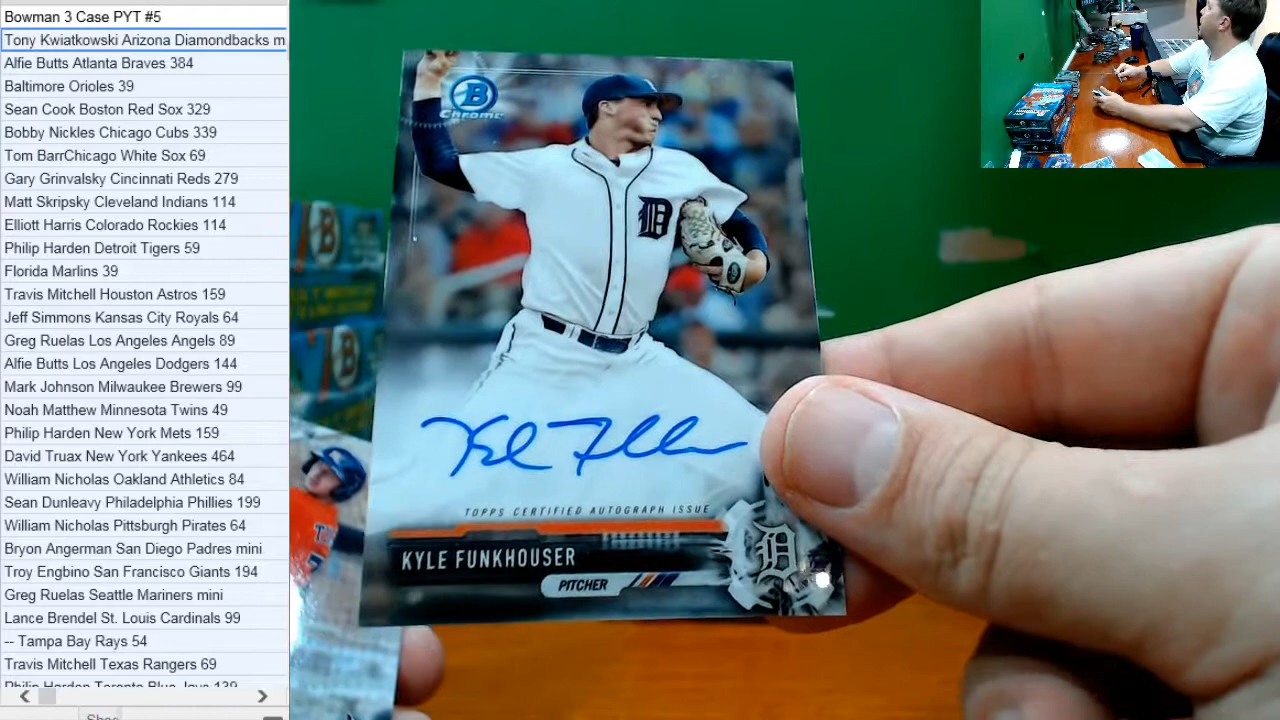 Bowman 3 Case PYT #5
Tony Kwiatkowski Arizona Diamondbacks m
Alfie Butts Atlanta Braves 384
Baltimore Orioles 39
Sean Cook Boston Red Sox 329
Bobby Nickles Chicago Cubs 339
Tom BarrChicago White Sox 69
Gary Grinvalsky Cincinnati Reds 279
Matt Skripsky Cleveland Indians 114
Elliott Harris Colorado Rockies 114
Philip Harden Detroit Tigers 59
Florida Marlins 39
Travis Mitchell Houston Astros 159
Jeff Simmons Kansas City Royals 64
Greg Ruelas Los Angeles Angels 89
Alfie Butts Los Angeles Dodgers 144
Mark Johnson Milwaukee Brewers 99
Noah Matthew Minnesota Twins 49
Philip Harden New York Mets 159
David Truax New York Yankees 464
William Nicholas Oakland Athletics 84
Sean Dunleavy Philadelphia Phillies 199
William Nicholas Pittsburgh Pirates 64
Bryon Angerman San Diego Padres mini
Troy Engbino San Francisco Giants 194
Greg Ruelas Seattle Mariners mini
Lance Brendel St. Louis Cardinals 99
-- Tampa Bay Rays 54
Travis Mitchell Texas Rangers 69
Philip Harden Toronto Blue Jays 139
B
Chrome
D
TOPPS CERTIFIED AUTOGRAPH ISSUE
KYLE FUNKHOUSER
PITCHER
D